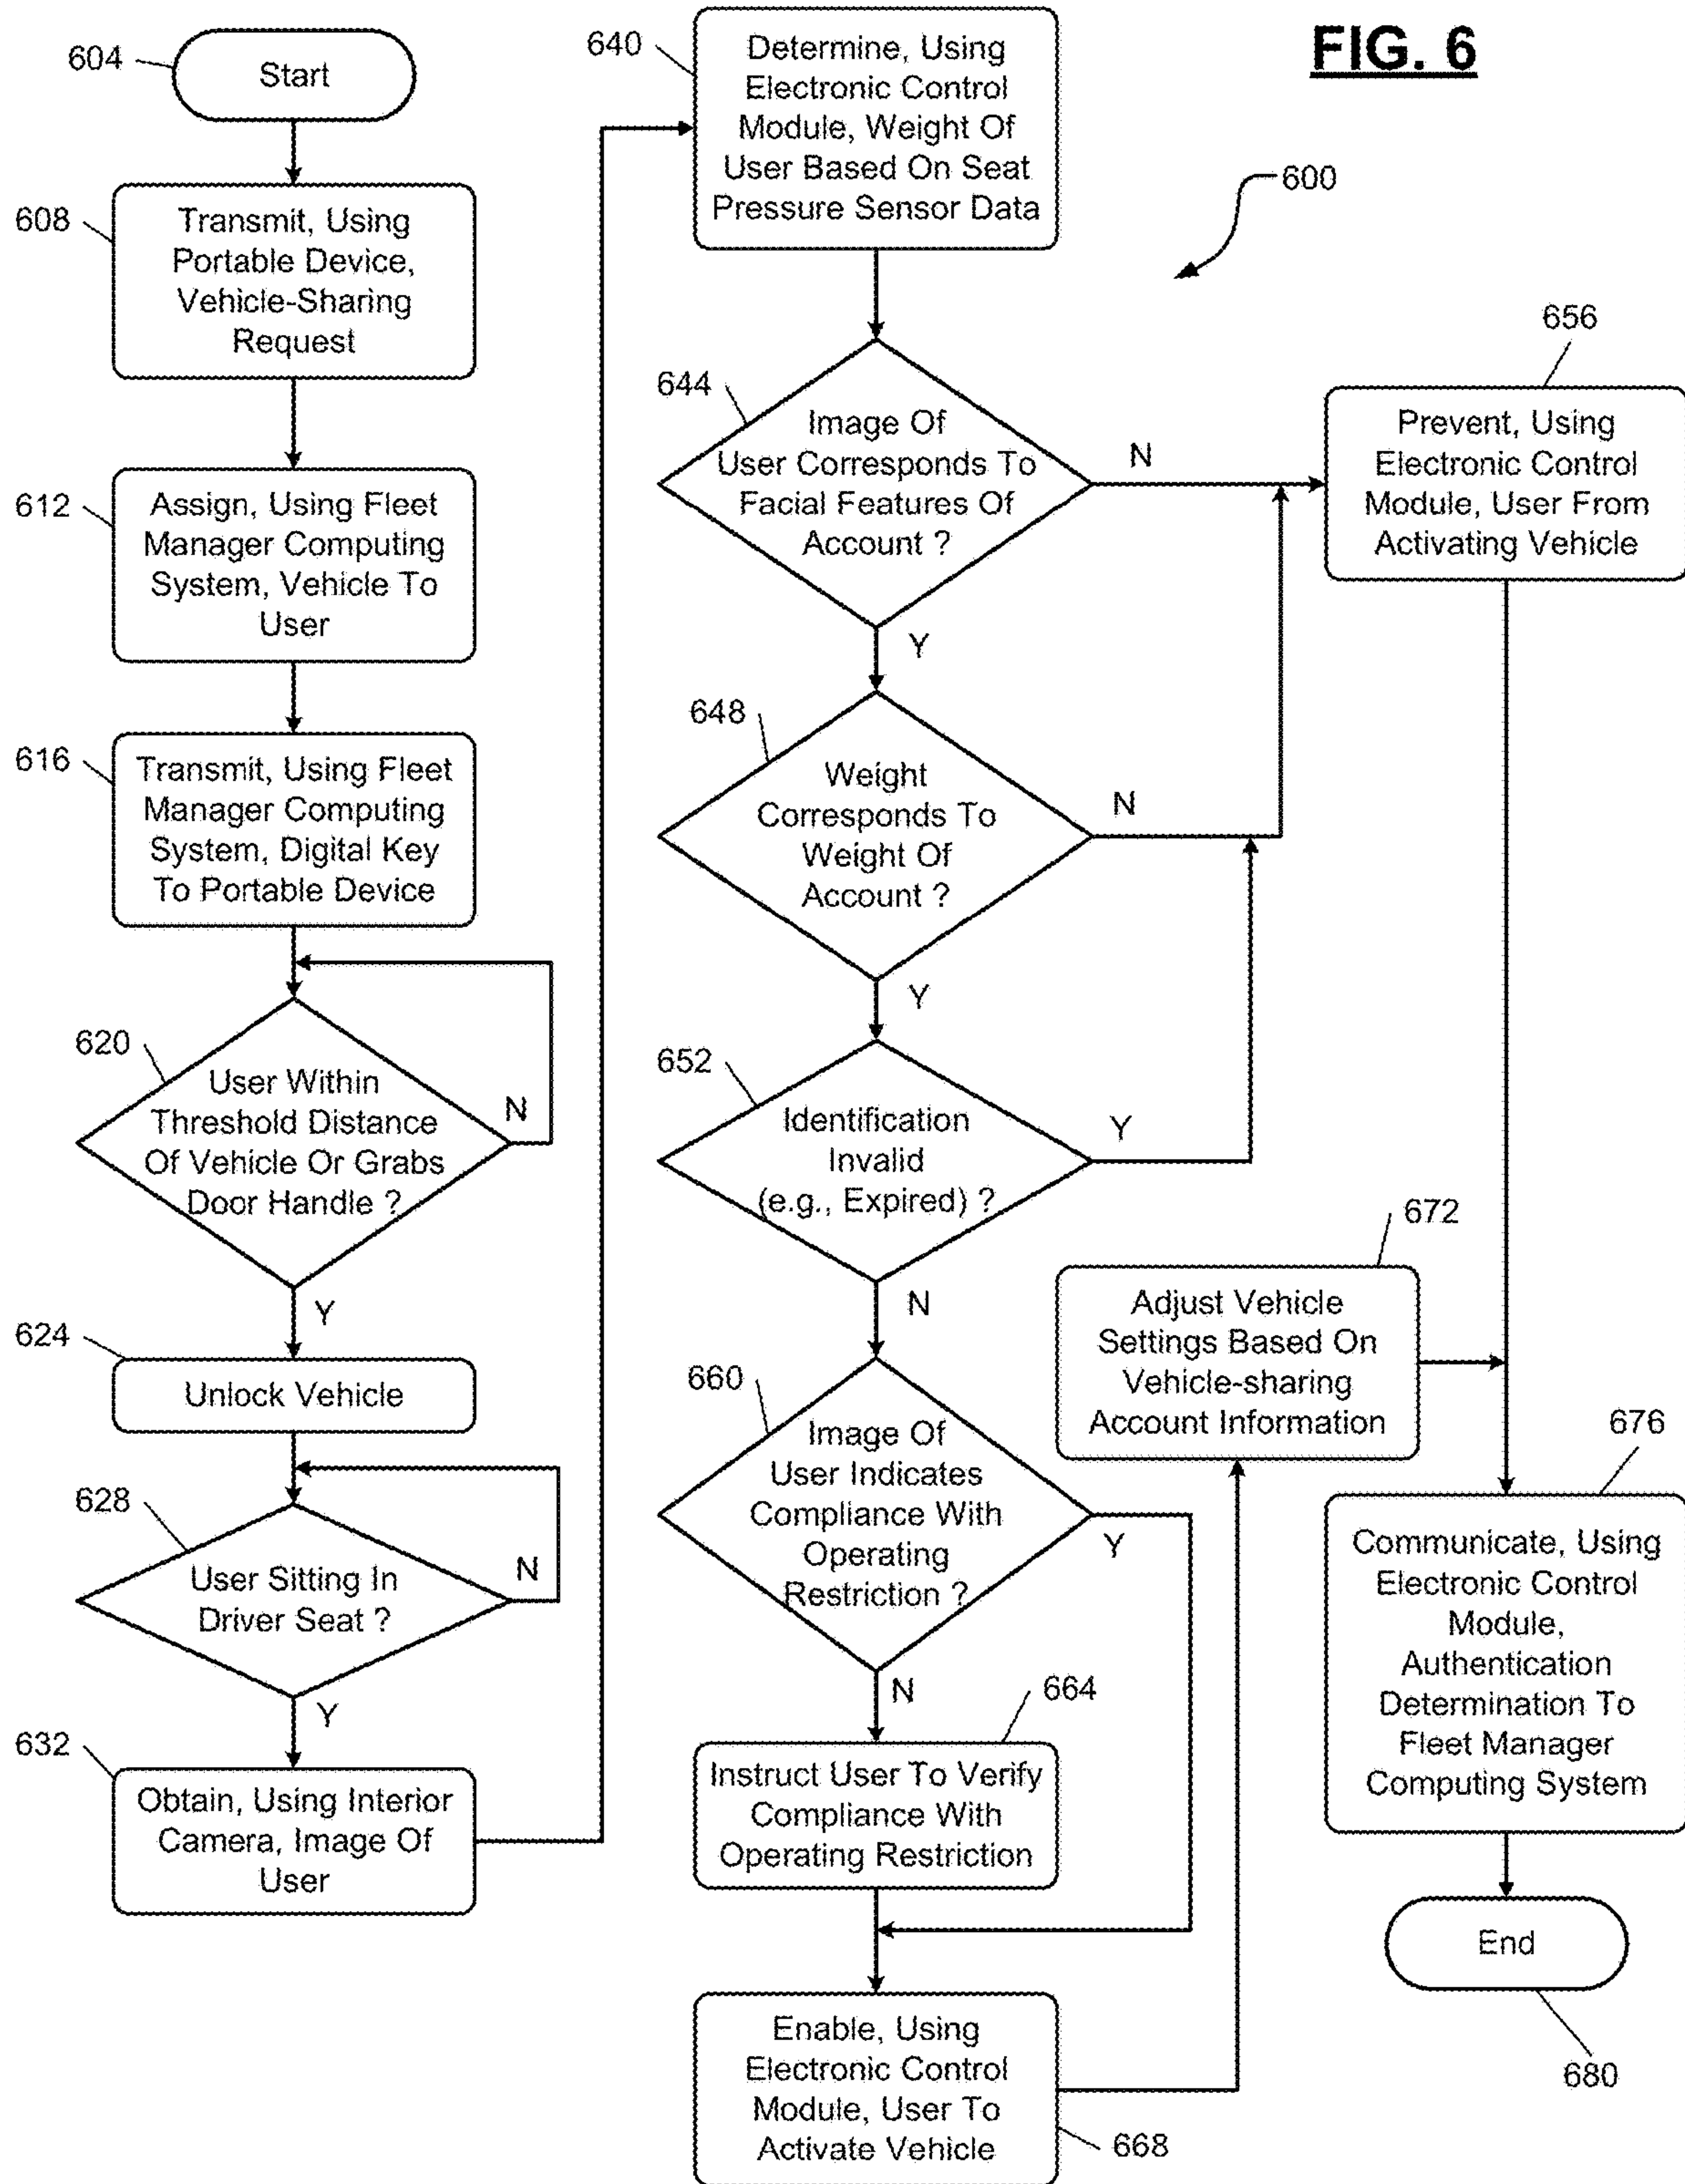 FIG. 6
600
604
Start
608
Transmit, Using
Portable Device,
Vehicle-Sharing
Request
612
Assign, Using Fleet
Manager Computing
System, Vehicle To
User
616
Transmit, Using Fleet
Manager Computing
System, Digital Key
To Portable Device
620
User Within
Threshold Distance
Of Vehicle Or Grabs
Door Handle ?
N
Y
624
Unlock Vehicle
628
User Sitting In
Driver Seat ?
N
Y
632
Obtain, Using Interior
Camera, Image Of
User
640
Determine, Using
Electronic Control
Module, Weight Of
User Based On Seat
Pressure Sensor Data
644
Image Of
User Corresponds To
Facial Features Of
Account ?
N
Y
648
Weight
Corresponds To
Weight Of
Account ?
N
Y
652
Identification
Invalid
(e.g., Expired) ?
Y
N
656
Prevent, Using
Electronic Control
Module, User From
Activating Vehicle
660
Image Of
User Indicates
Compliance With
Operating
Restriction ?
Y
N
664
Instruct User To Verify
Compliance With
Operating Restriction
668
Enable, Using
Electronic Control
Module, User To
Activate Vehicle
672
Adjust Vehicle
Settings Based On
Vehicle-sharing
Account Information
676
Communicate, Using
Electronic Control
Module,
Authentication
Determination To
Fleet Manager
Computing System
End
680